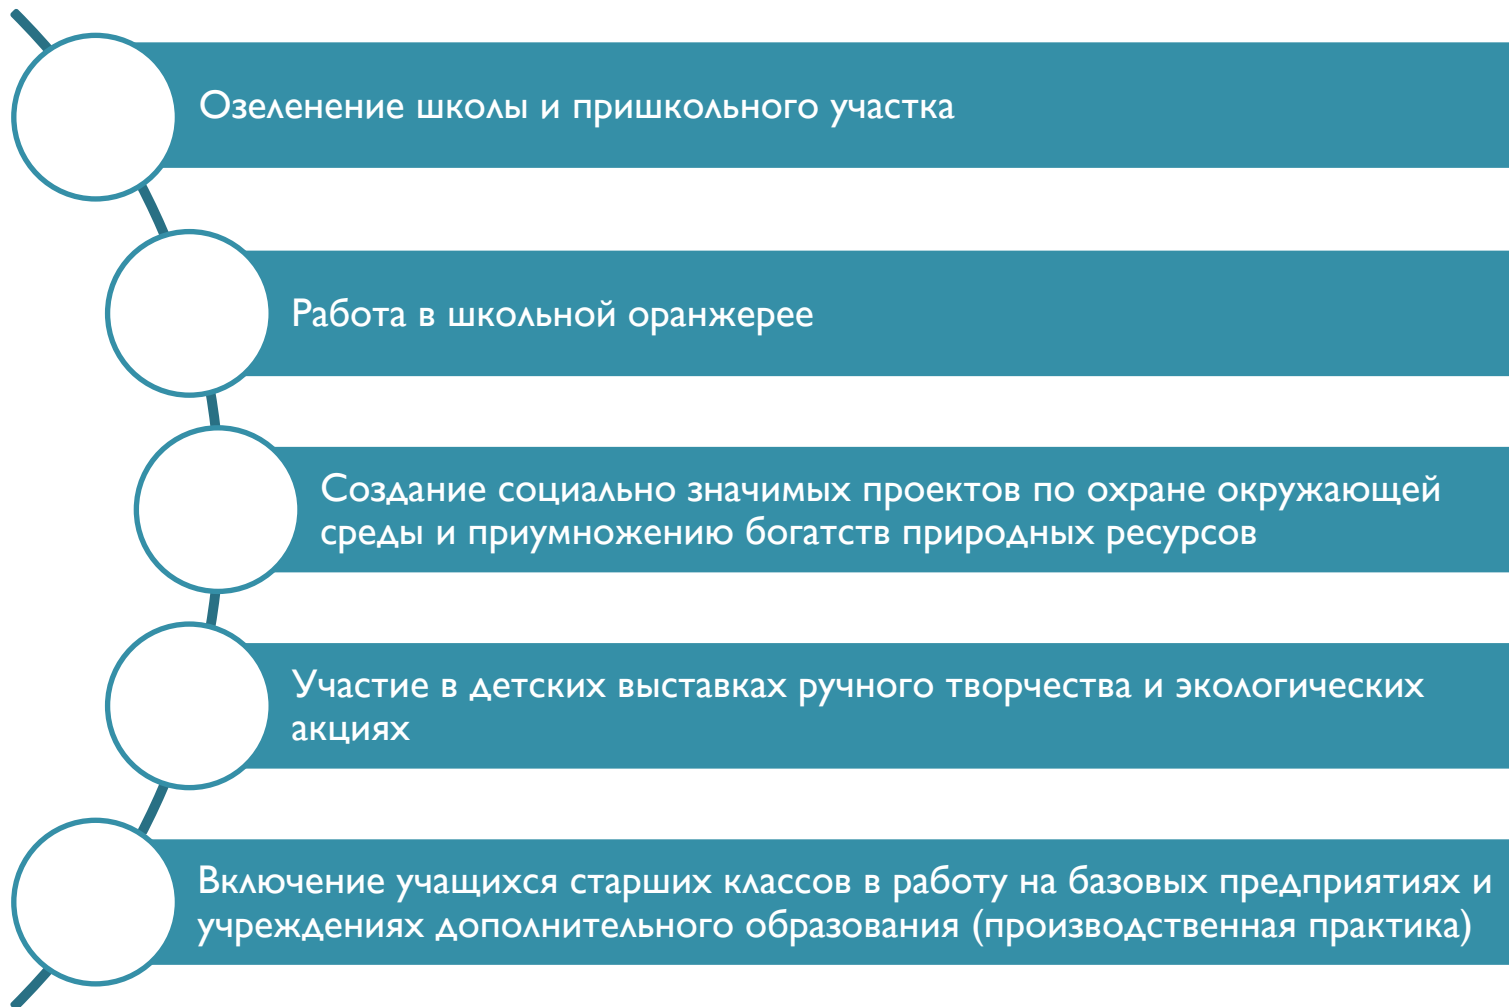 Озеленение школы и пришкольного участка
Работа в школьной оранжерее
Создание социально значимых проектов по охране окружающей
среды и приумножению богатств природных ресурсов
Участие в детских выставках ручного творчества и экологических
акциях
Включение учащихся старших классов в работу на базовых предприятиях и
учреждениях дополнительного образования (производственная практика)